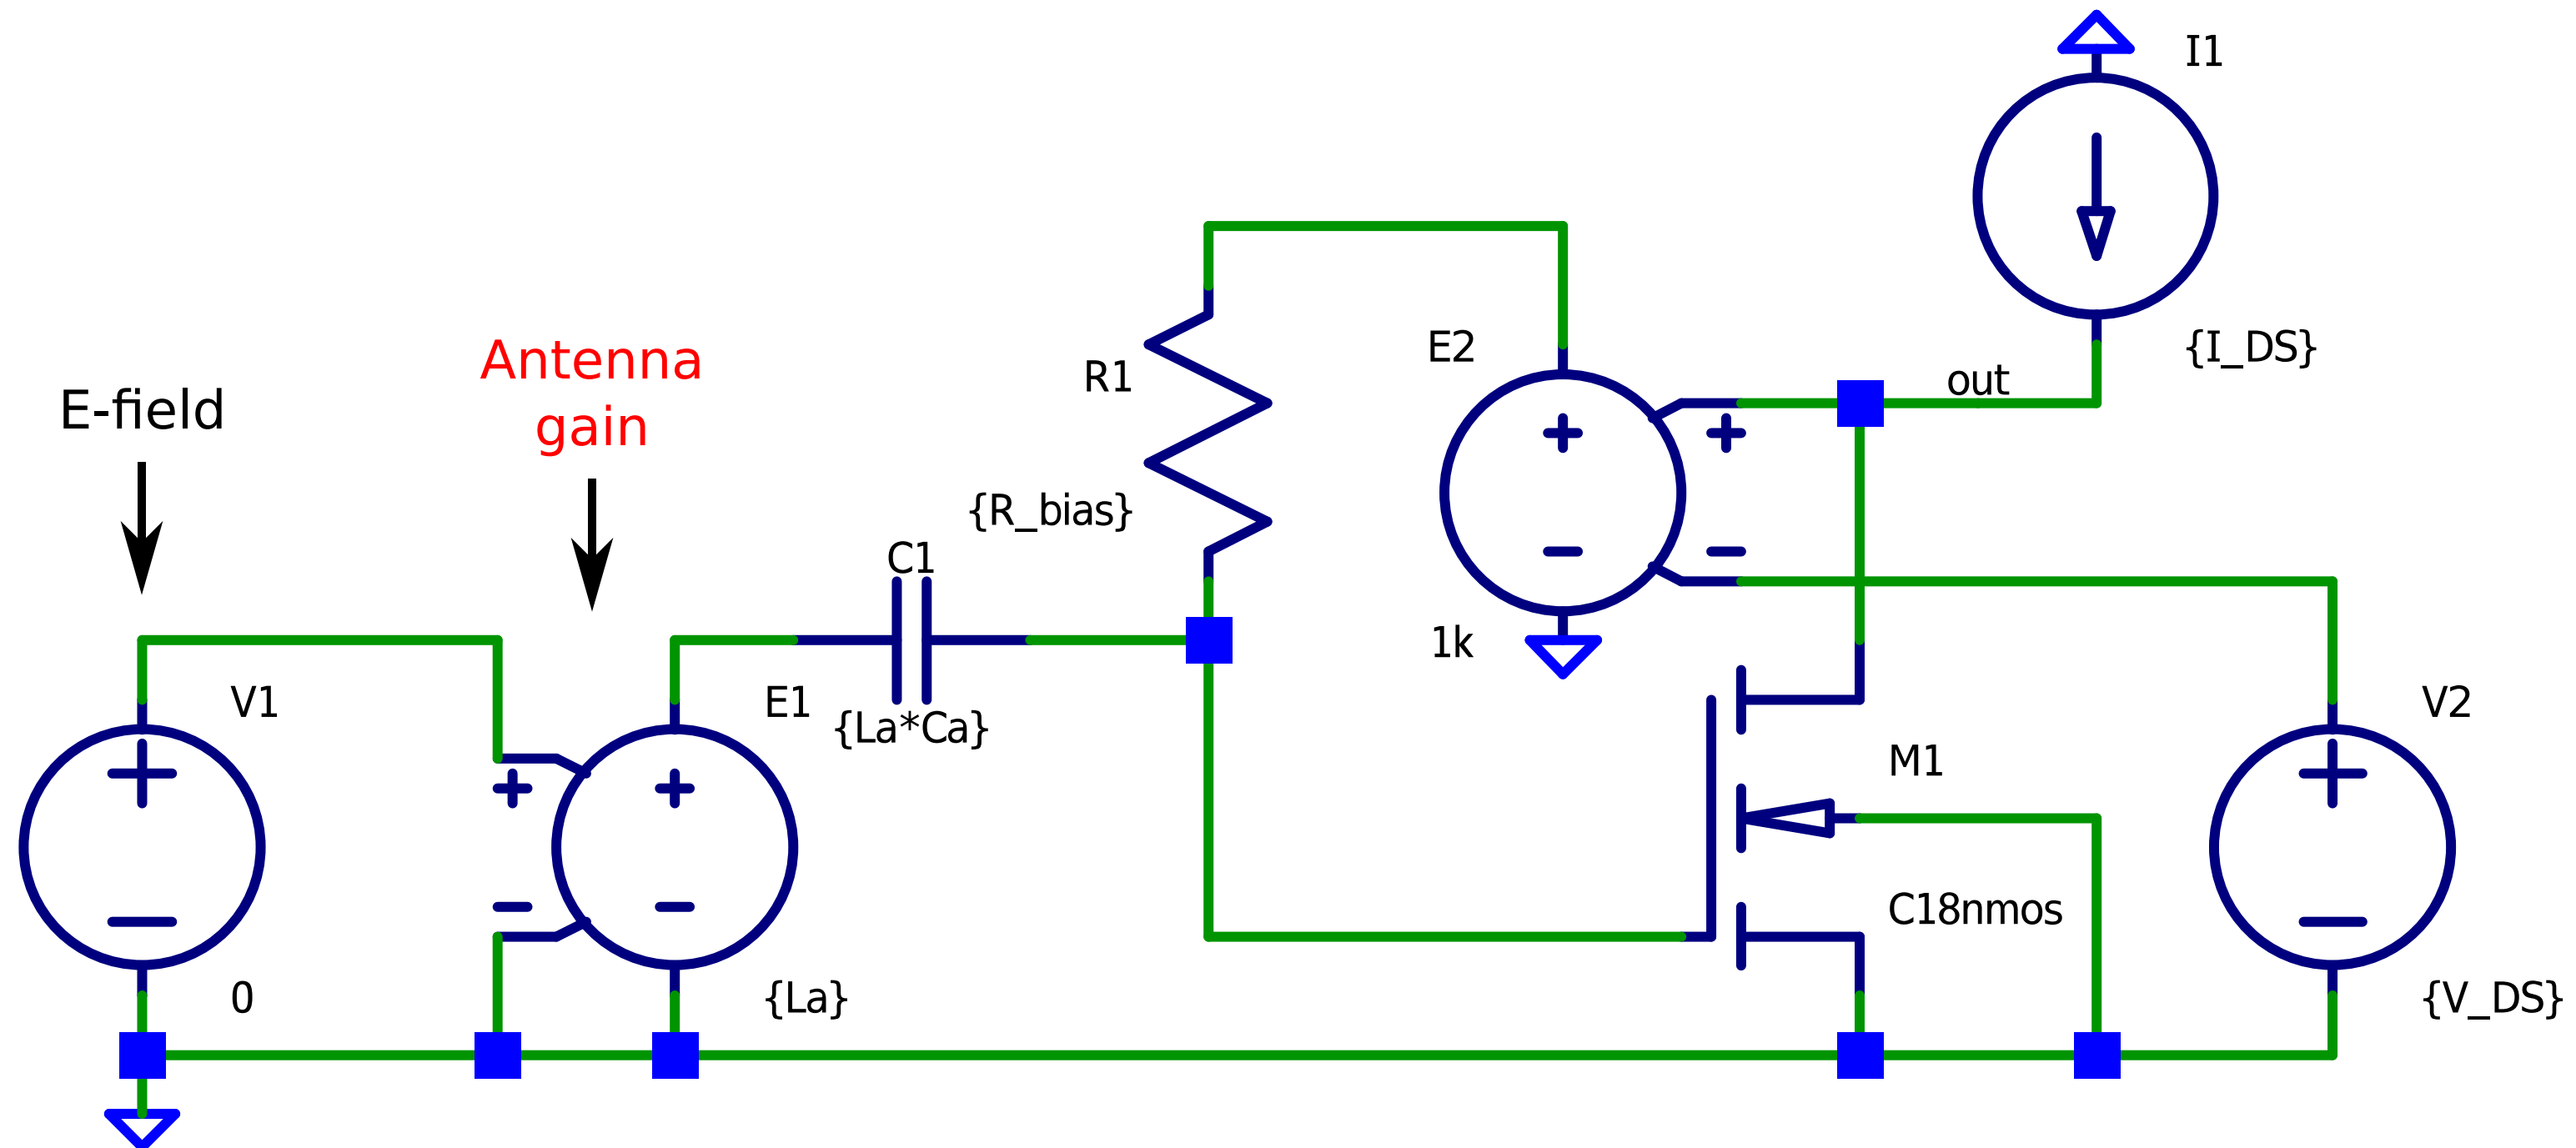 I1
{I_DS}
E-field
Antenna
gain
R1
{R_bias}
E2
1k
out
C1
{La*Ca}
V1
0
E1
{La}
M1
C18nmos
V2
{V_DS}